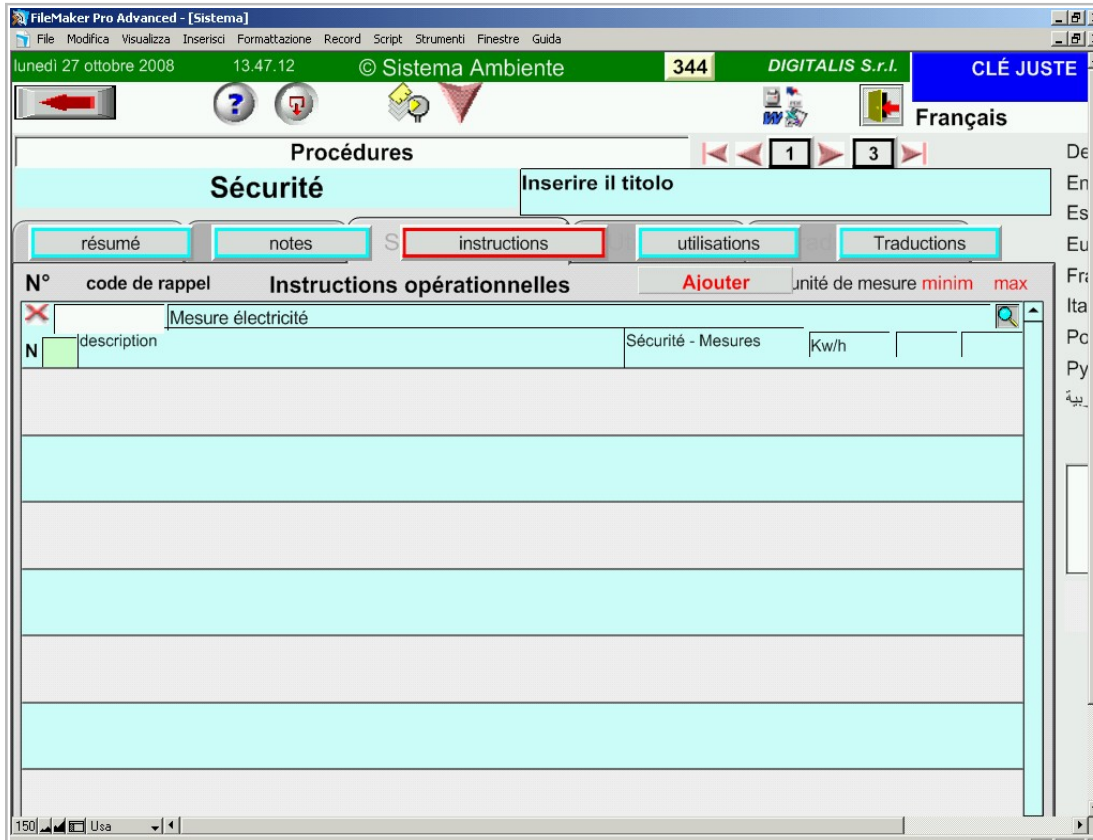 FileMaker Pro Advanced - [Sistema]
File Modifica Visualizza Inserisci Formattazione Record Script Strumenti Finestre Guida
lunedì 27 ottobre 2008 13.47.12 © Sistema Ambiente 344 DIGITALIS S.r.l. CLÉ JUSTE
?
Français
Procédures 1 3 De
Sécurité Inserire il titolo En
Es
résumé notes instructions utilisations Traductions Eu
N° code de rappel Instructions opérationnelles Ajouter unité de mesure minim max Fra
Mesure électricité Ita
N description Sécurité - Mesures Kw/h Po
Py
150 Usa